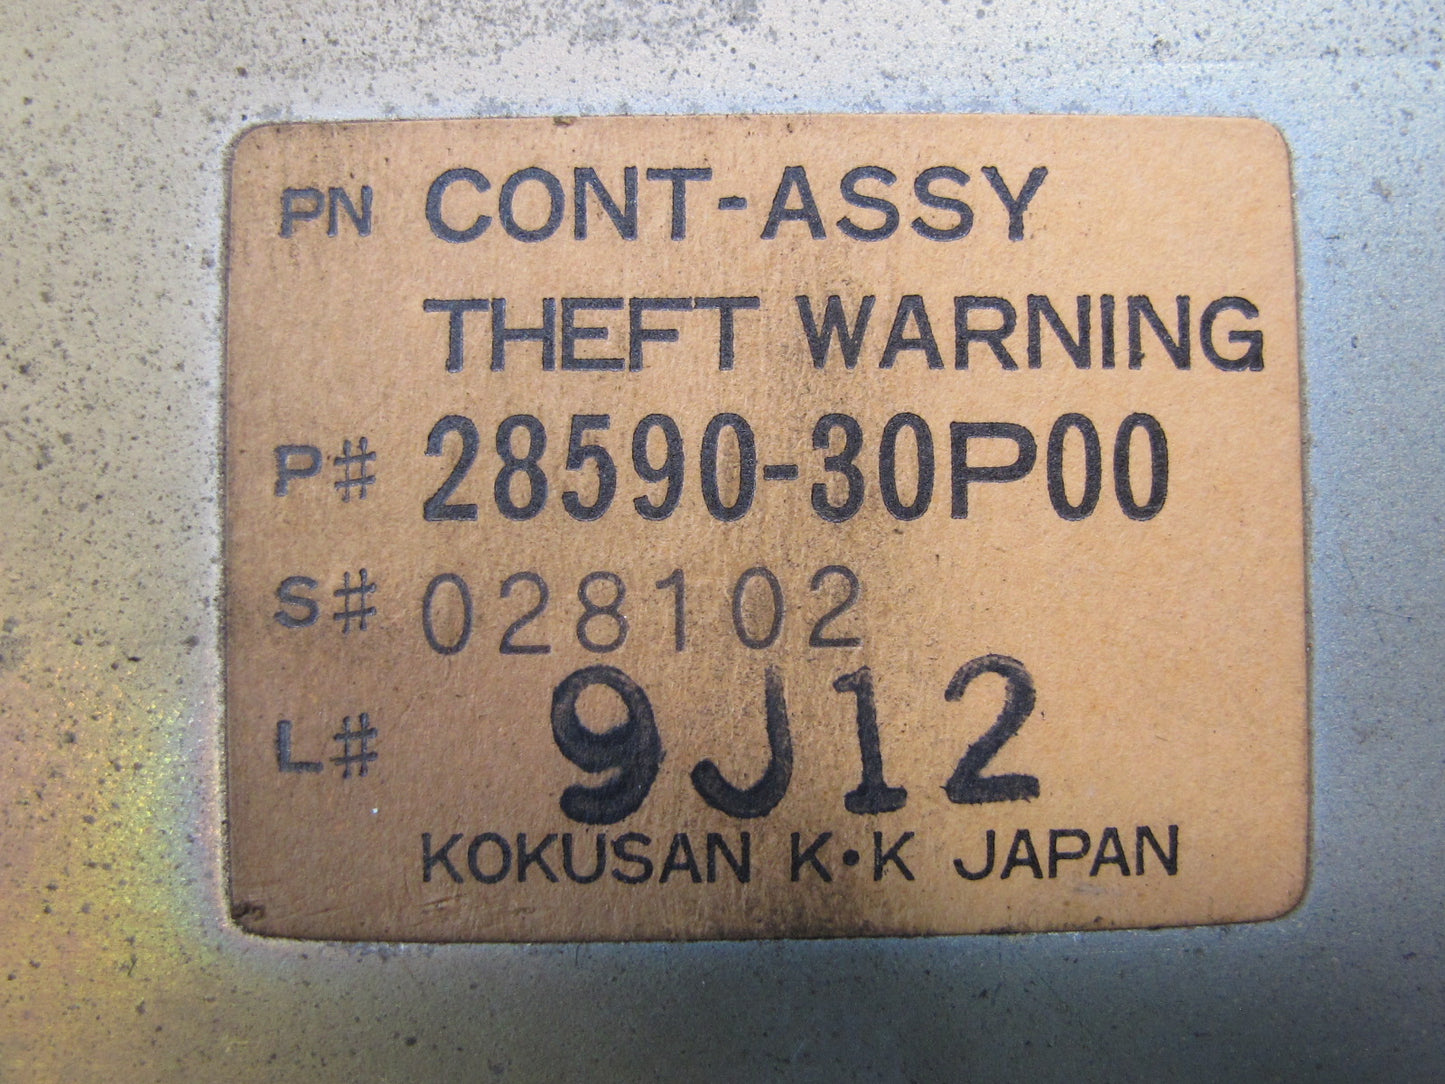 PN CONT-ASSY
THEFT WARNING
P# 28590-30P00
S# 028102
L# 9J12
KOKUSAN K·K JAPAN